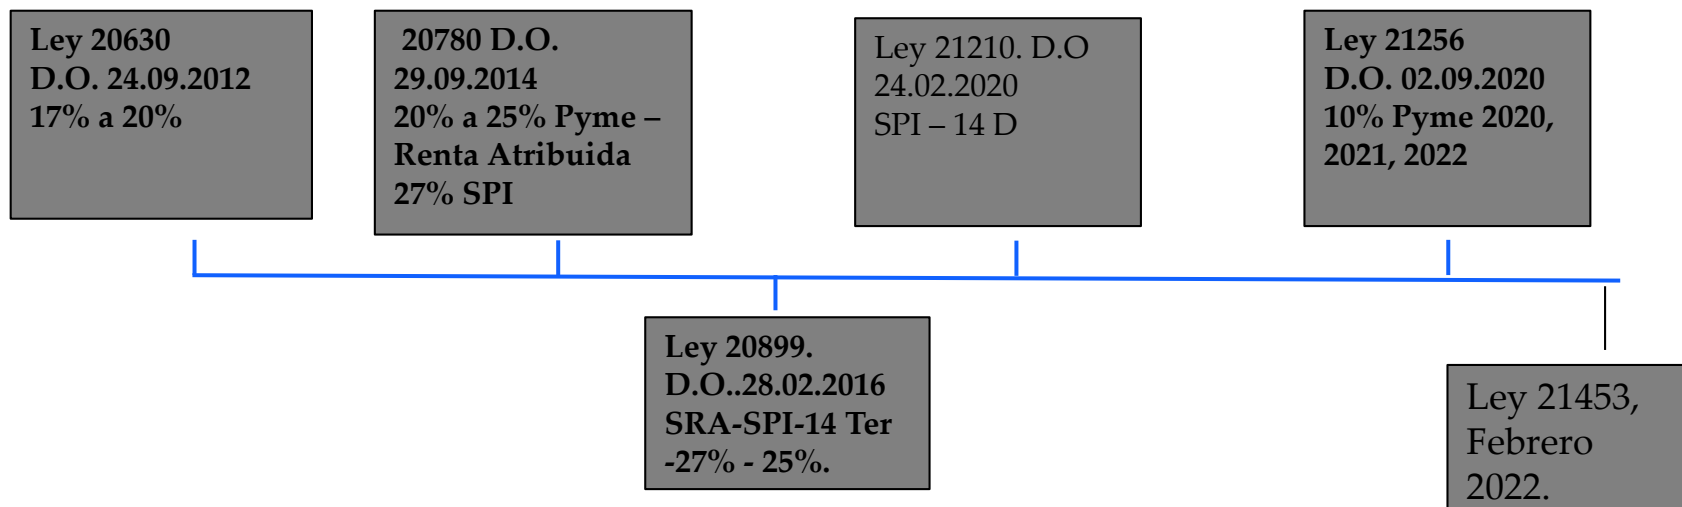 Ley 20630
D.O. 24.09.2012
17% a 20%
20780 D.O.
29.09.2014
20% a 25% Pyme –
Renta Atribuida
27% SPI
Ley 20899.
D.O..28.02.2016
SRA-SPI-14 Ter
-27% - 25%.
Ley 21210. D.O
24.02.2020
SPI – 14 D
Ley 21256
D.O. 02.09.2020
10% Pyme 2020,
2021, 2022
Ley 21453,
Febrero
2022.